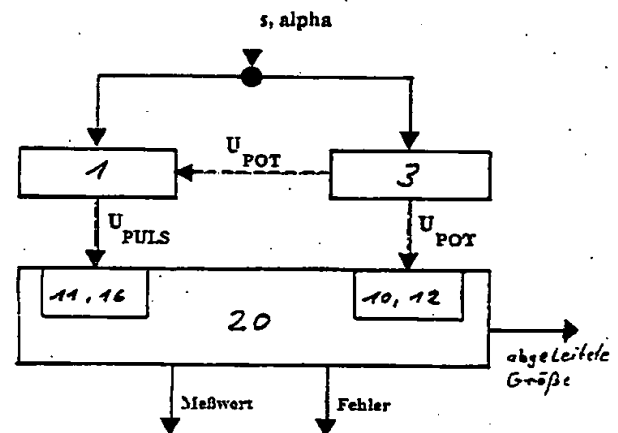 s, alpha
U
POT
1
3
U
PULS
U
POT
11, 16
10, 12
20
abgeleitete
Größe
Meßwert
Fehler